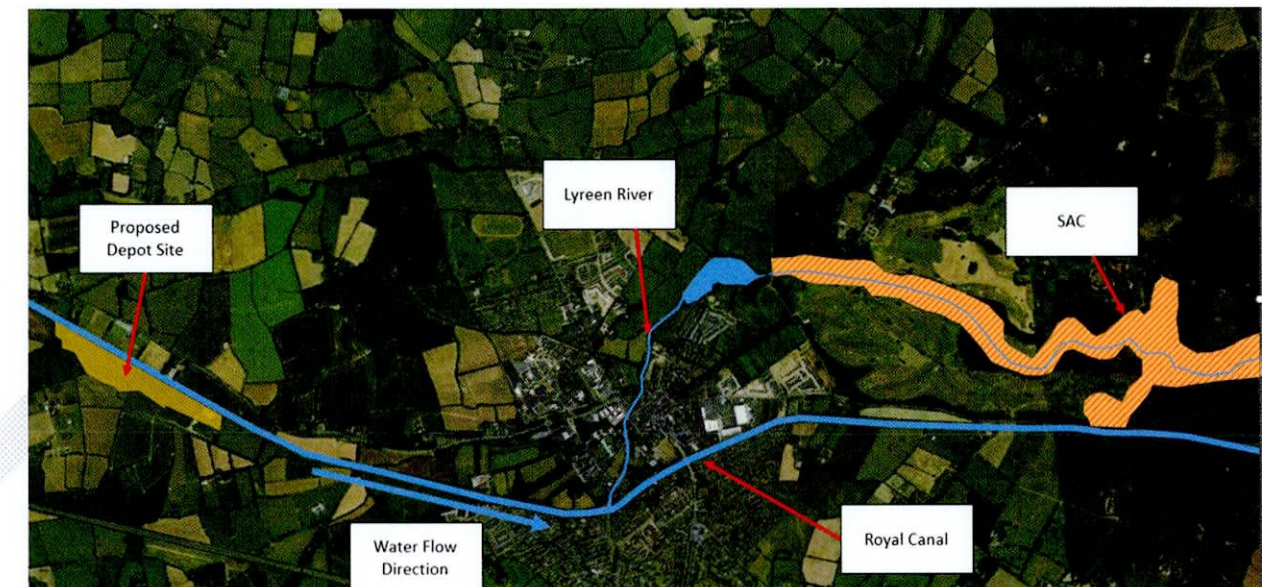 Lyreen River
SAC
Proposed
Depot Site
Royal Canal
Water Flow
Direction